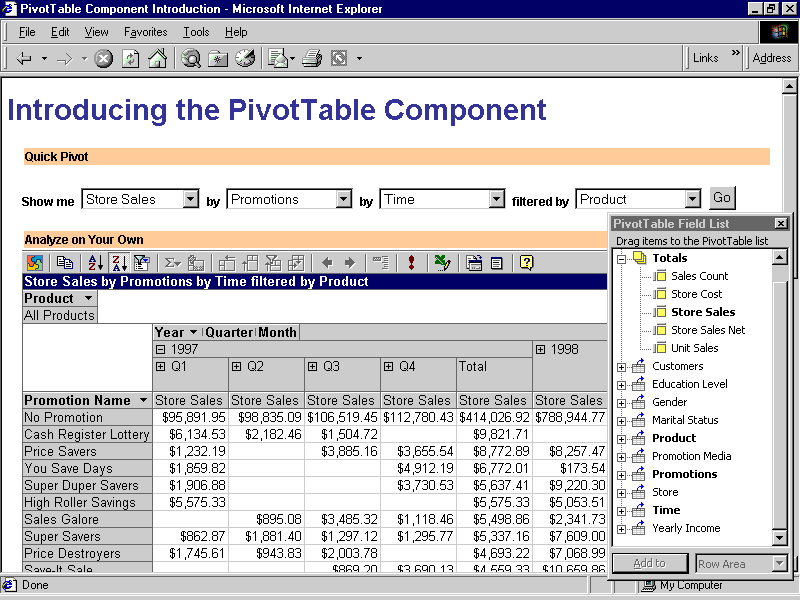 PivotTable Component Introduction - Microsoft Internet Explorer
File Edit View Favorites Tools Help
Links » Address
Introducing the PivotTable Component
Quick Pivot
Show me Store Sales by Promotions by Time filtered by Product Go
Analyze on Your Own
Store Sales by Promotions by Time filtered by Product
Product
All Products
Year Quarter Month
1997 1998
Q1 Q2 Q3 Q4 Total
Promotion Name Store Sales Store Sales Store Sales Store Sales Store Sales Store Sales
No Promotion $95,891.95 $98,835.09 $106,519.45 $112,780.43 $414,026.92 $788,944.77
Cash Register Lottery $6,134.53 $2,182.46 $1,504.72 $9,821.71
Price Savers $1,232.19 $3,885.16 $3,655.54 $8,772.89 $8,257.47
You Save Days $1,859.82 $4,912.19 $6,772.01 $173.54
Super Duper Savers $1,906.88 $3,730.53 $5,637.41 $9,220.30
High Roller Savings $5,575.33 $5,575.33 $5,053.51
Sales Galore $895.08 $3,485.32 $1,118.46 $5,498.86 $2,341.73
Super Savers $862.87 $1,881.40 $1,297.12 $1,295.77 $5,337.16 $7,609.00
Price Destroyers $1,745.61 $943.83 $2,003.78 $4,693.22 $7,068.99
Save-It Sale $869.20 $3,690.13 $4,559.33 $10,659.86
PivotTable Field List
Drag items to the PivotTable list
Totals
Sales Count
Store Cost
Store Sales
Store Sales Net
Unit Sales
Customers
Education Level
Gender
Marital Status
Product
Promotion Media
Promotions
Store
Time
Yearly Income
Add to Row Area
Done My Computer